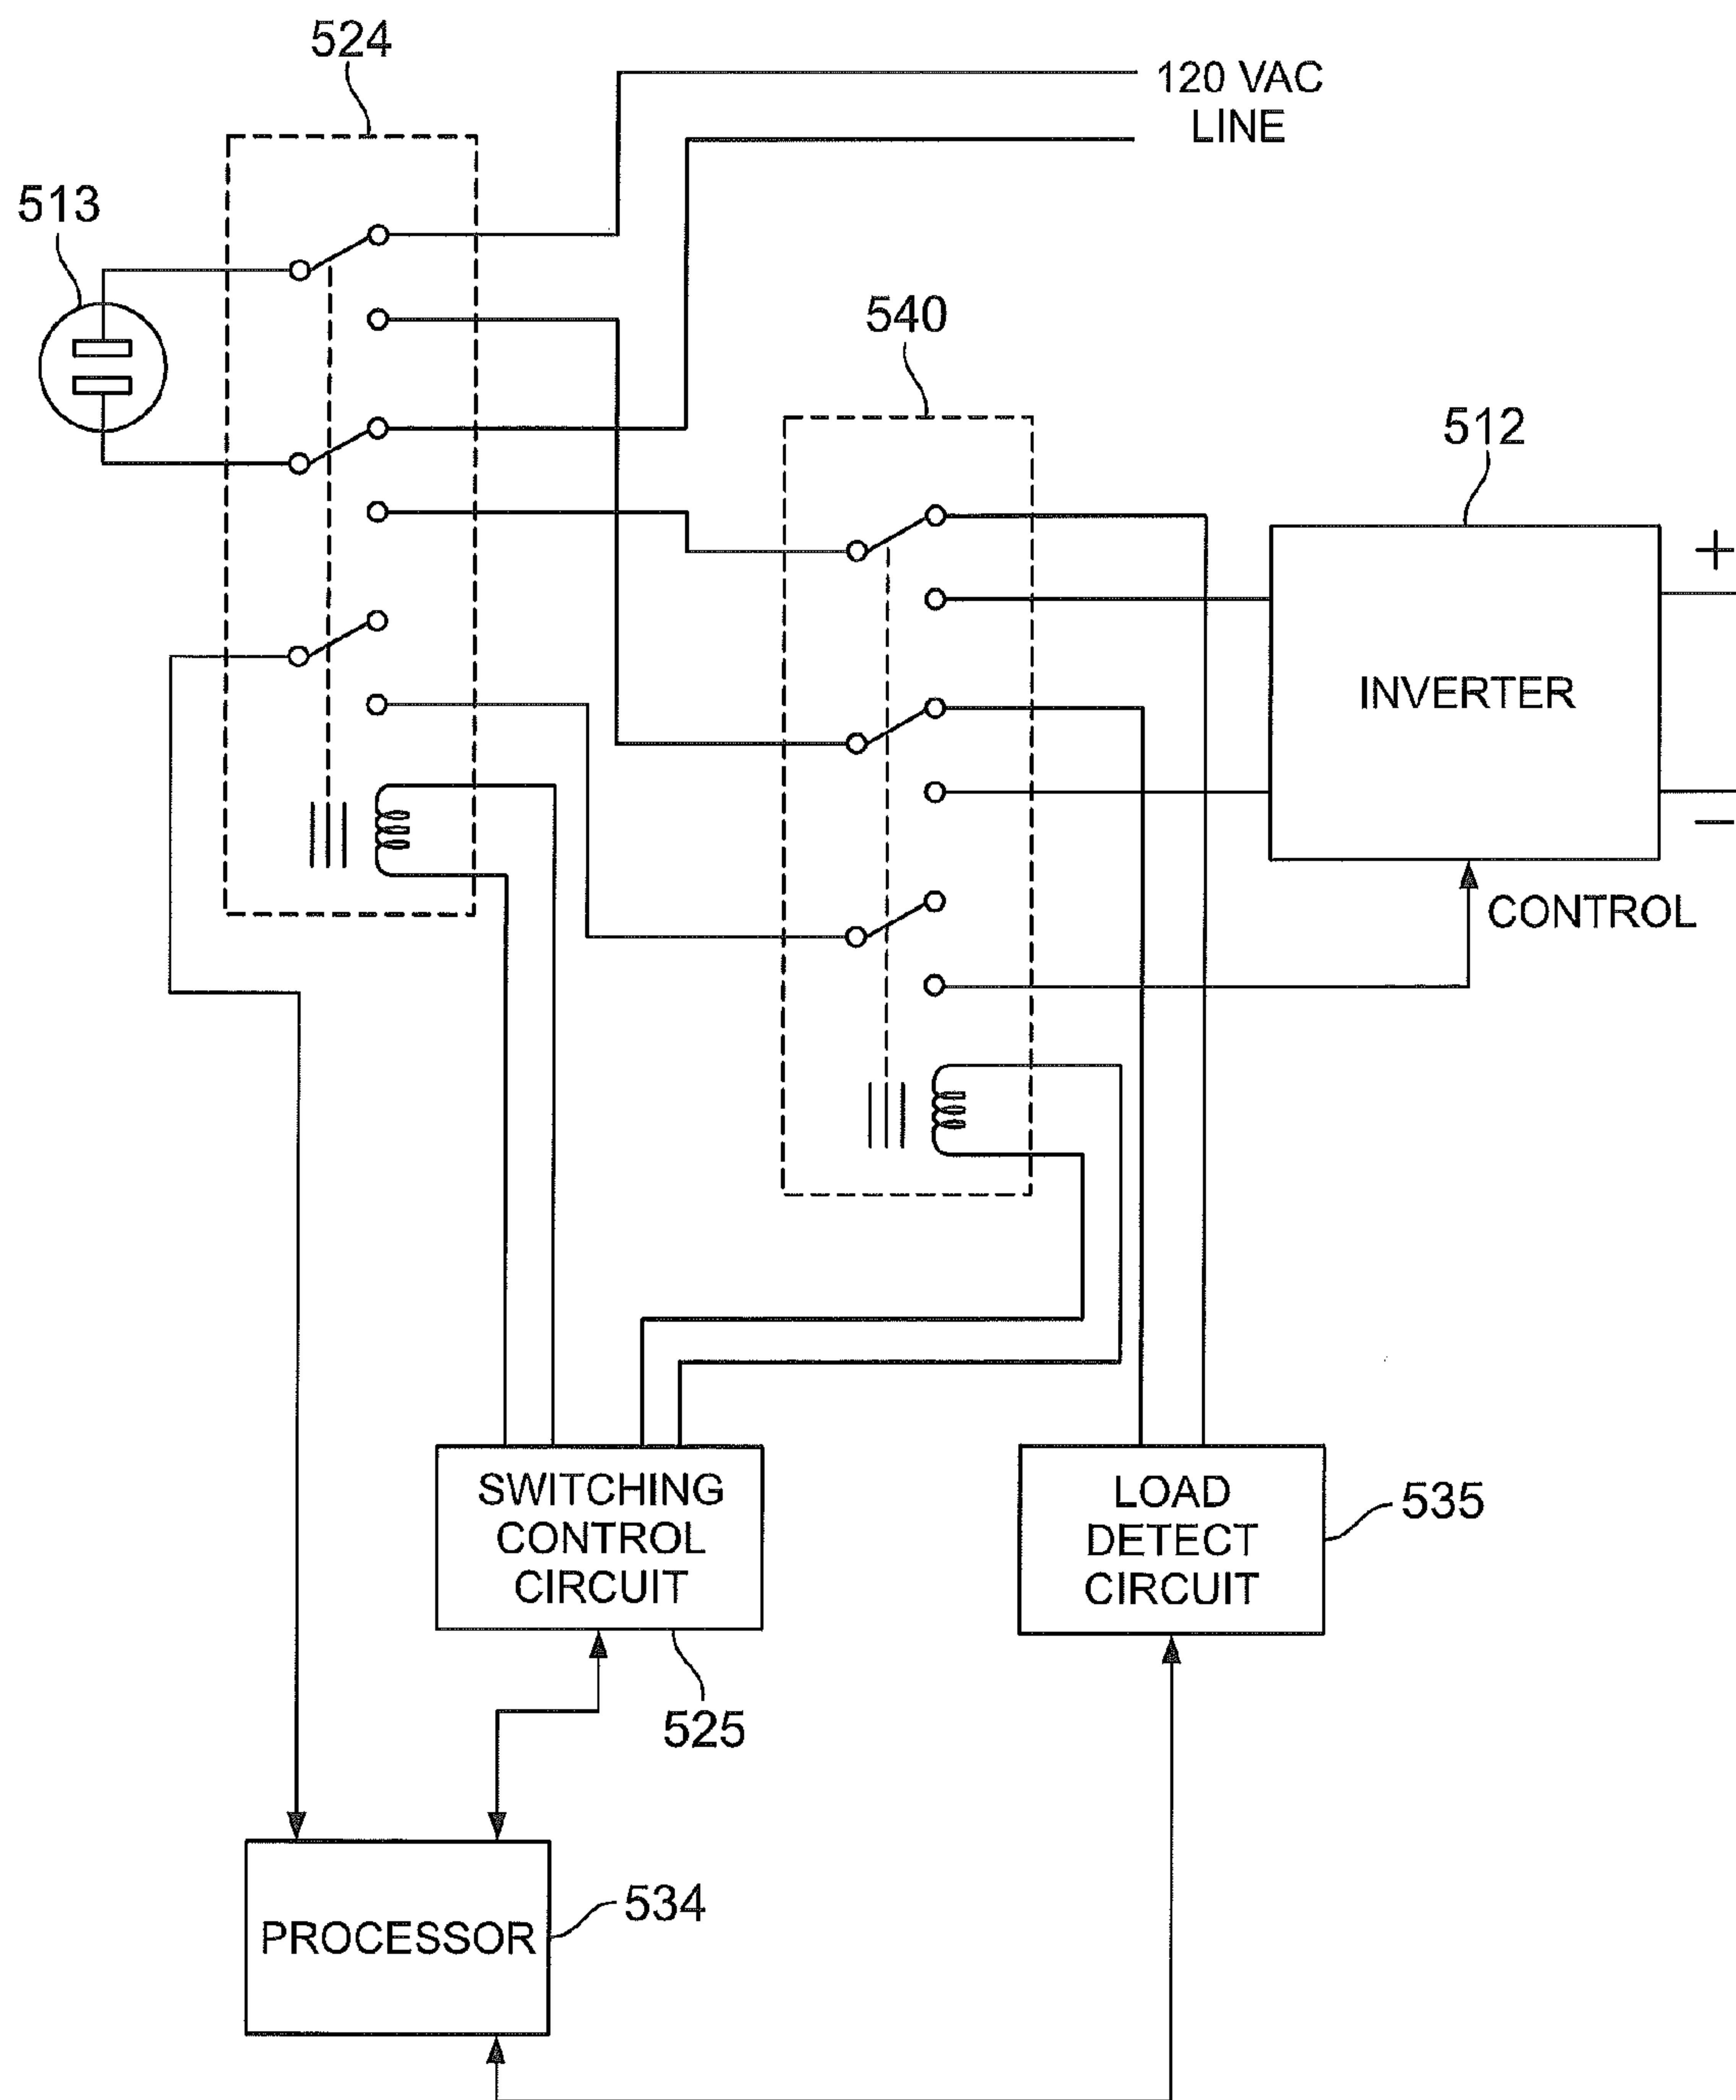 524
120 VAC
LINE
513
540
512
+
INVERTER
−
CONTROL
SWITCHING
CONTROL
CIRCUIT
LOAD
DETECT
CIRCUIT
535
525
534
PROCESSOR